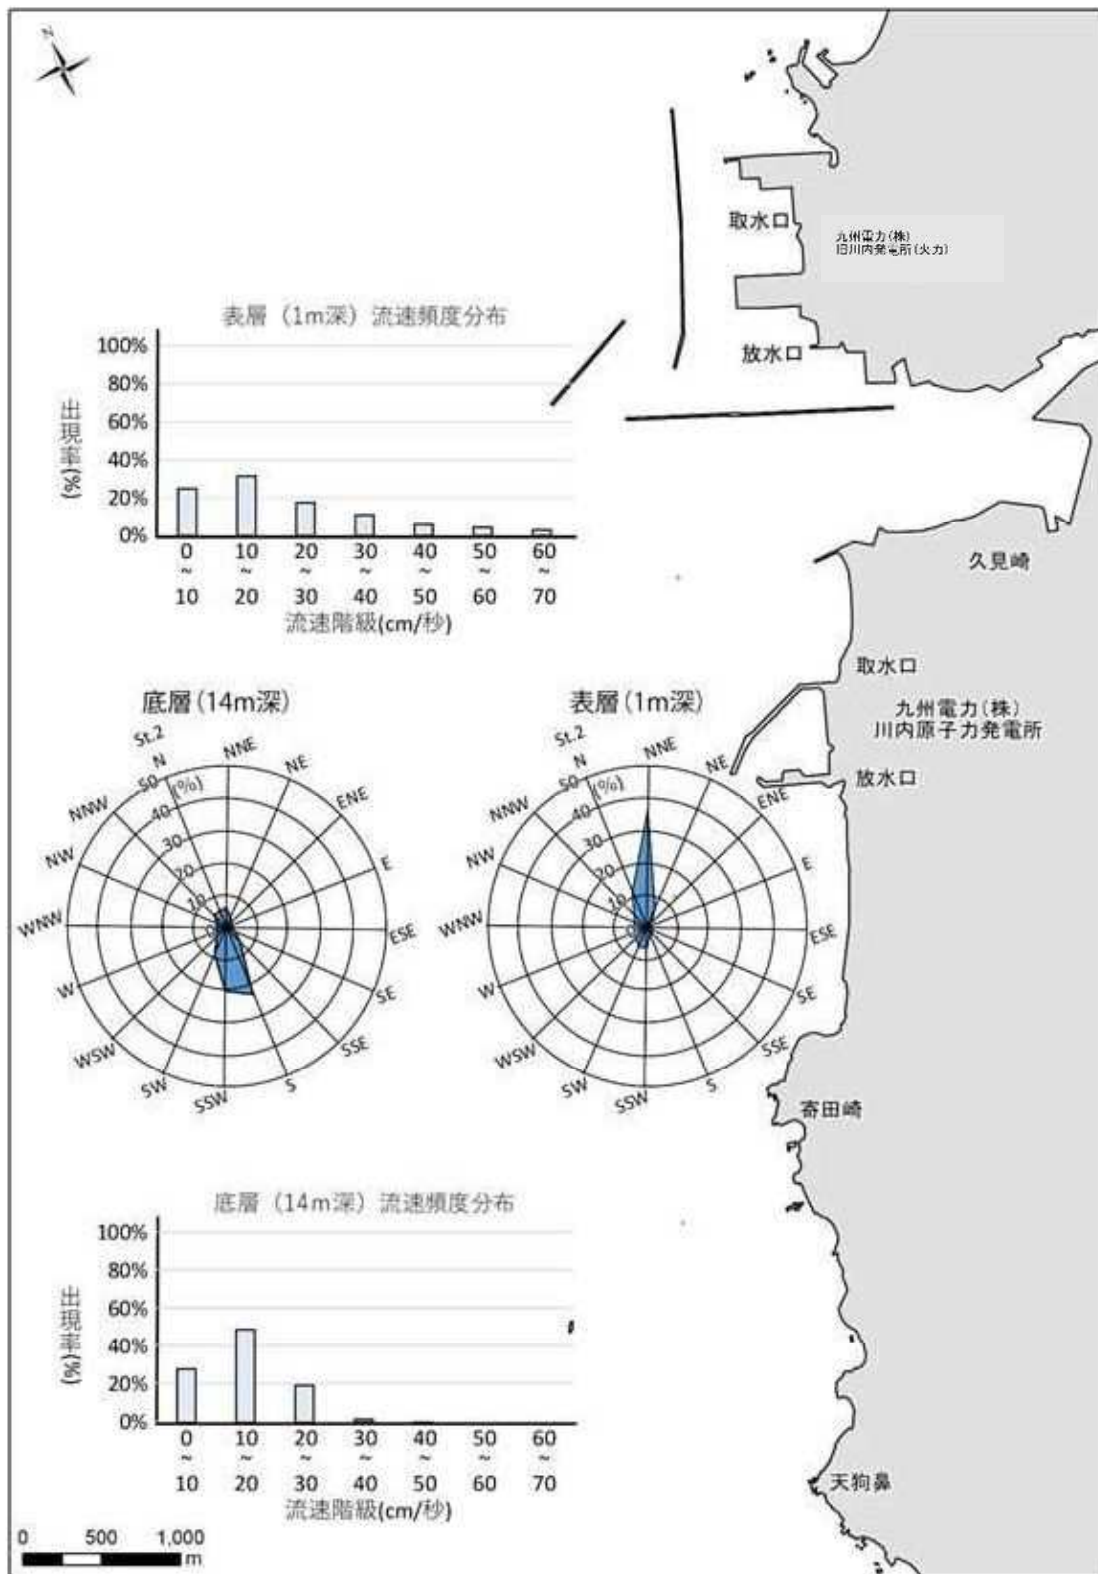 N
取水口
九州電力(株)
旧川内発電所(火力)
放水口
表層（1m深）流速頻度分布
出現率(%)
100%
80%
60%
40%
20%
0%
0 10 20 30 40 50 60
~ ~ ~ ~ ~ ~ ~
10 20 30 40 50 60 70
流速階級(cm/秒)
久見崎
取水口
九州電力(株)
川内原子力発電所
放水口
底層(14m深)
St.2
N
NNE
NE
ENE
E
ESE
SE
SSE
S
SSW
SW
WSW
W
WNW
NW
NNW
50
(%)
40
30
20
10
0
表層(1m深)
St.2
N
NNE
NE
ENE
E
ESE
SE
SSE
S
SSW
SW
WSW
W
WNW
NW
NNW
50
(%)
40
30
20
10
0
寄田崎
底層（14m深）流速頻度分布
出現率(%)
100%
80%
60%
40%
20%
0%
0 10 20 30 40 50 60
~ ~ ~ ~ ~ ~ ~
10 20 30 40 50 60 70
流速階級(cm/秒)
天狗鼻
0 500 1,000
m